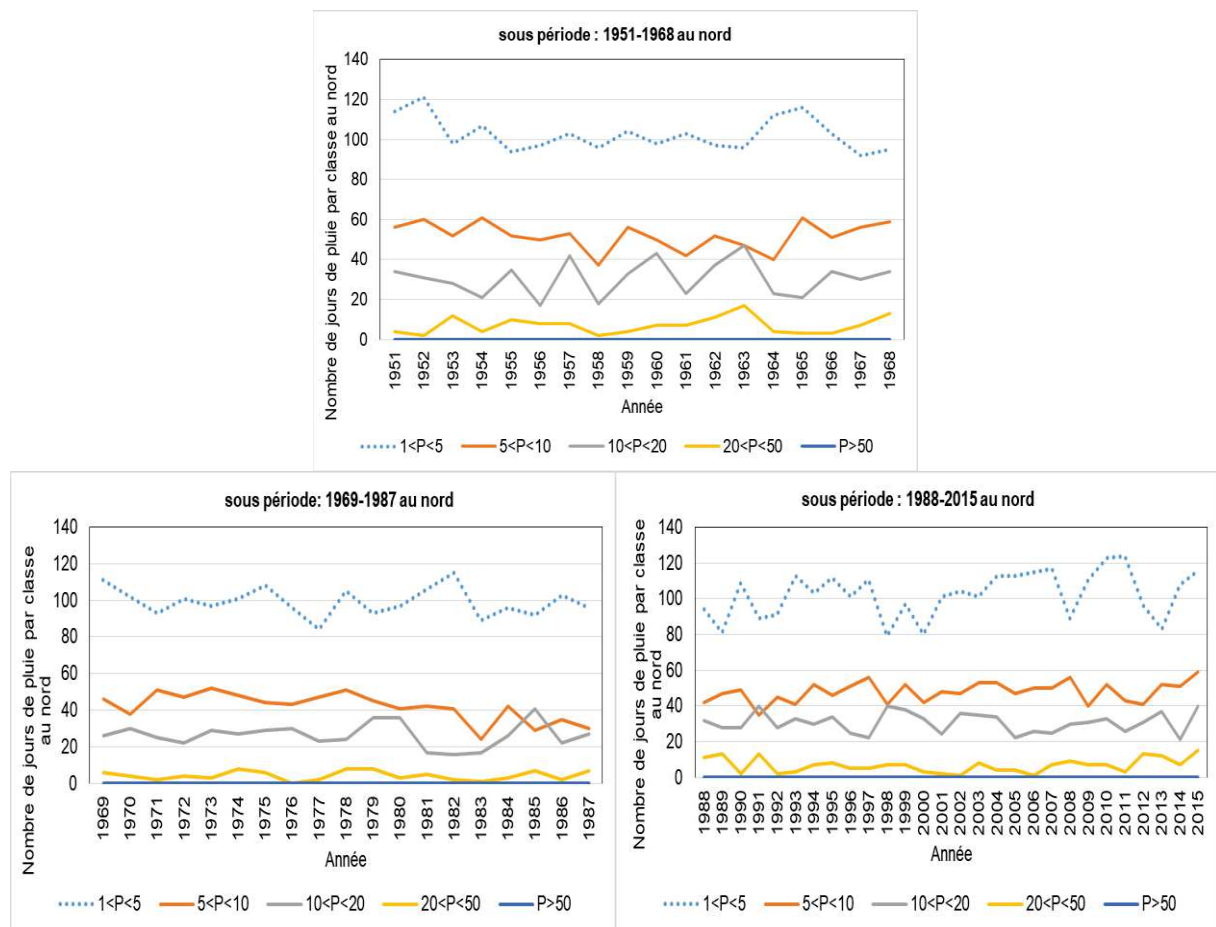 sous période : 1951-1968 au nord
Nombre de jours de pluie par classe au nord
140
120
100
80
60
40
20
0
1951 1952 1953 1954 1955 1956 1957 1958 1959 1960 1961 1962 1963 1964 1965 1966 1967 1968
Année
1<P<5 5<P<10 10<P<20 20<P<50 P>50
sous période: 1969-1987 au nord
Nombre de jours de pluie par classe
au nord
140
120
100
80
60
40
20
0
1969 1970 1971 1972 1973 1974 1975 1976 1977 1978 1979 1980 1981 1982 1983 1984 1985 1986 1987
Année
1<P<5 5<P<10 10<P<20 20<P<50 P>50
sous période : 1988-2015 au nord
Nombre de jours de pluie par classe
au nord
140
120
100
80
60
40
20
0
1988 1989 1990 1991 1992 1993 1994 1995 1996 1997 1998 1999 2000 2001 2002 2003 2004 2005 2006 2007 2008 2009 2010 2011 2012 2013 2014 2015
Année
1<P<5 5<P<10 10<P<20 20<P<50 P>50